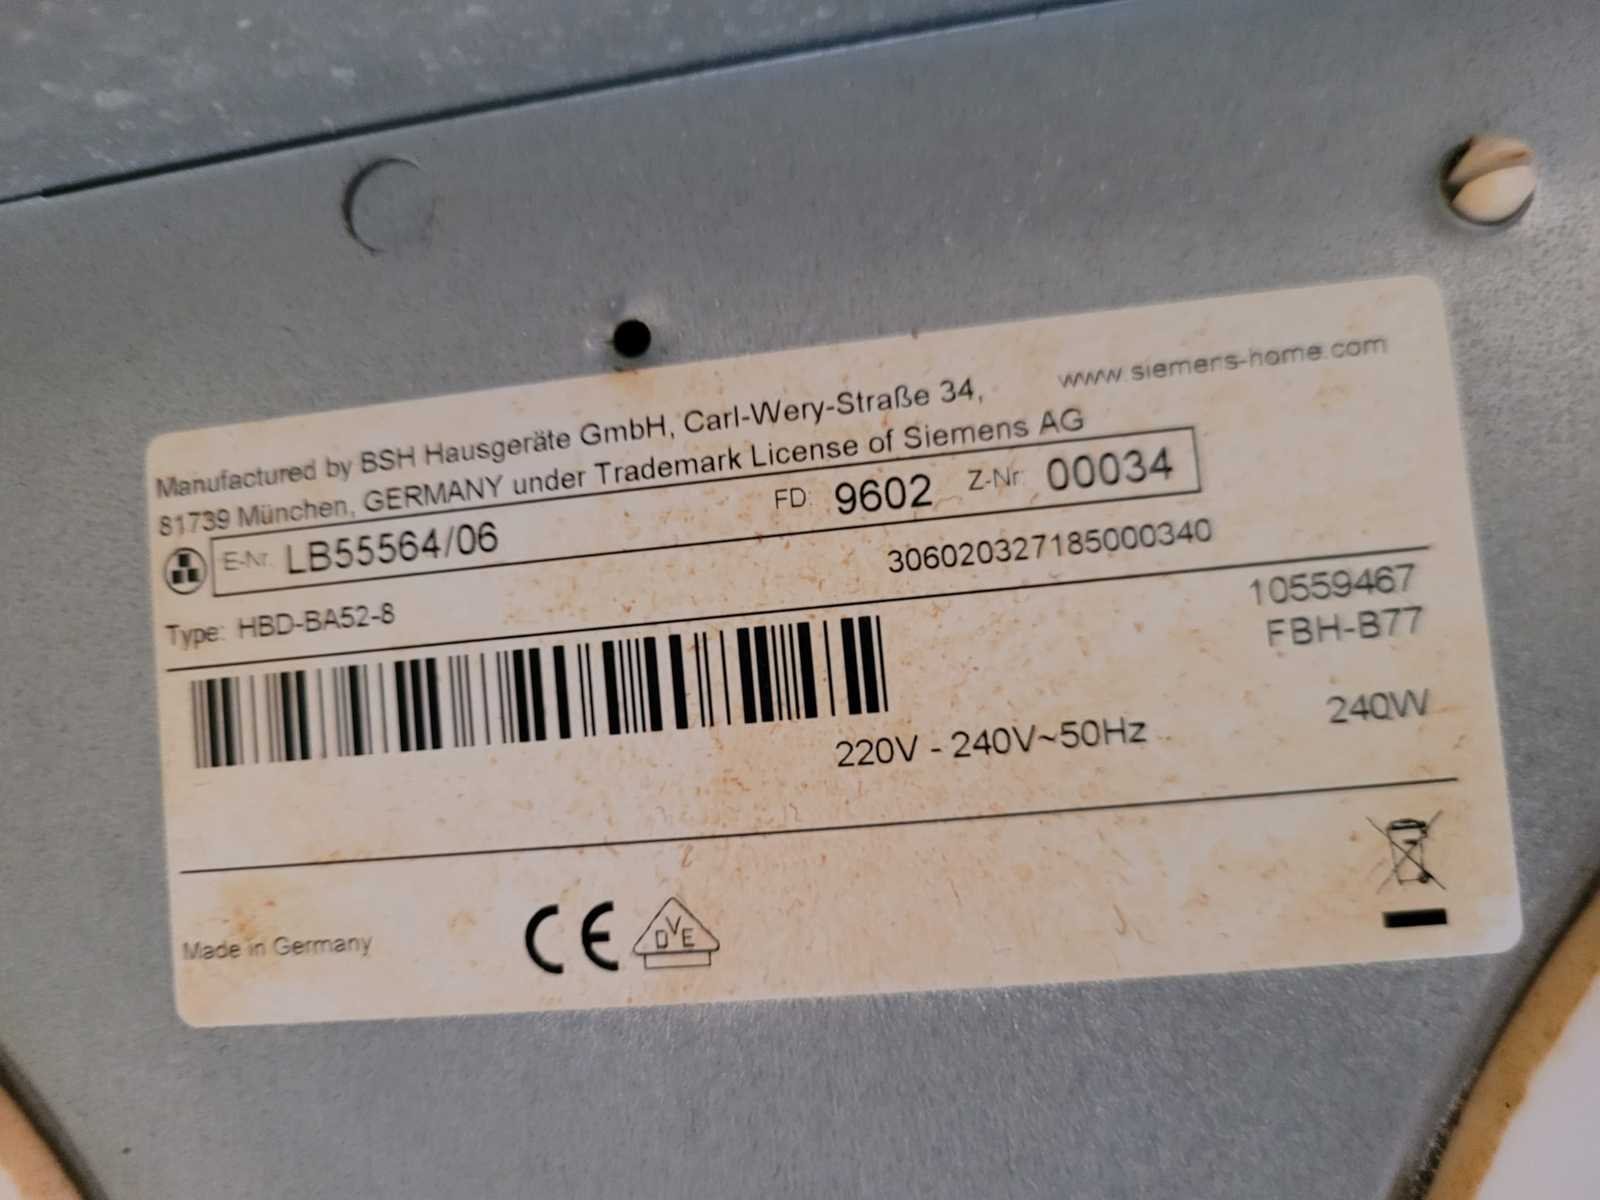 www.siemens-home.com
Manufactured by BSH Hausgeräte GmbH, Carl-Wery-Straße 34,
81739 München, GERMANY under Trademark License of Siemens AG
E-Nr. LB55564/06 FD: 9602 Z-Nr. 00034
Type: HBD-BA52-8 306020327185000340
10559467
FBH-B77
220V - 240V~50Hz 240W
Made in Germany CE DVE